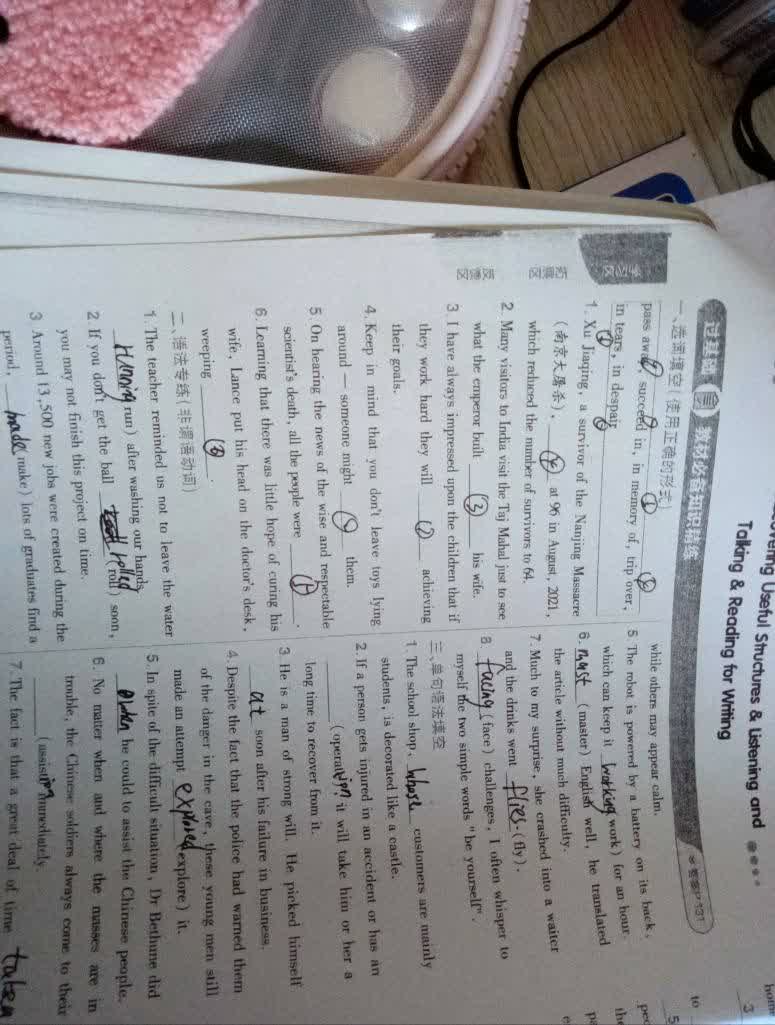 Useful Structures & Listening and
Talking & Reading for Writing
过基础 教材必备知识精练
答案P131
学习区
拓展区
反馈区
一、选词填空(使用正确的形式)
pass away, succeed in, in memory of, trip over,
in tears, in despair
1. Xu Jiaqing, a survivor of the Nanjing Massacre
(南京大屠杀), ④ at 96 in August, 2021,
which reduced the number of survivors to 64.
2. Many visitors to India visit the Taj Mahal just to see
what the emperor built ③ his wife.
3. I have always impressed upon the children that if
they work hard they will ② achieving
their goals.
4. Keep in mind that you don't leave toys lying
around — someone might them.
5. On hearing the news of the wise and respectable
scientist's death, all the people were .
6. Learning that there was little hope of curing his
wife, Lance put his head on the doctor's desk,
weeping .
二、语法专练(非谓语动词)
1. The teacher reminded us not to leave the water
running (run) after washing our hands.
2. If you don't get the ball rolled (roll) soon,
you may not finish this project on time.
3. Around 13,500 new jobs were created during the
period, made (make) lots of graduates find a
while others may appear calm.
5. The robot is powered by a battery on its back,
which can keep it working (work) for an hour.
6. (master) English well, he translated
the article without much difficulty.
7. Much to my surprise, she crashed into a waiter
and the drinks went flies. (fly).
8. facing (face) challenges, I often whisper to
myself the two simple words "be yourself".
三、单句语法填空
1. The school shop, whose customers are mainly
students, is decorated like a castle.
2. If a person gets injured in an accident or has an
(operate), it will take him or her a
long time to recover from it.
3. He is a man of strong will. He picked himself
at soon after his failure in business.
4. Despite the fact that the police had warned them
of the danger in the cave, these young men still
made an attempt explored (explore) it.
5. In spite of the difficult situation, Dr Bethune did
he could to assist the Chinese people.
6. No matter when and where the masses are in
trouble, the Chinese soldiers always come to their
(assist) immediately.
7. The fact is that a great deal of time taken